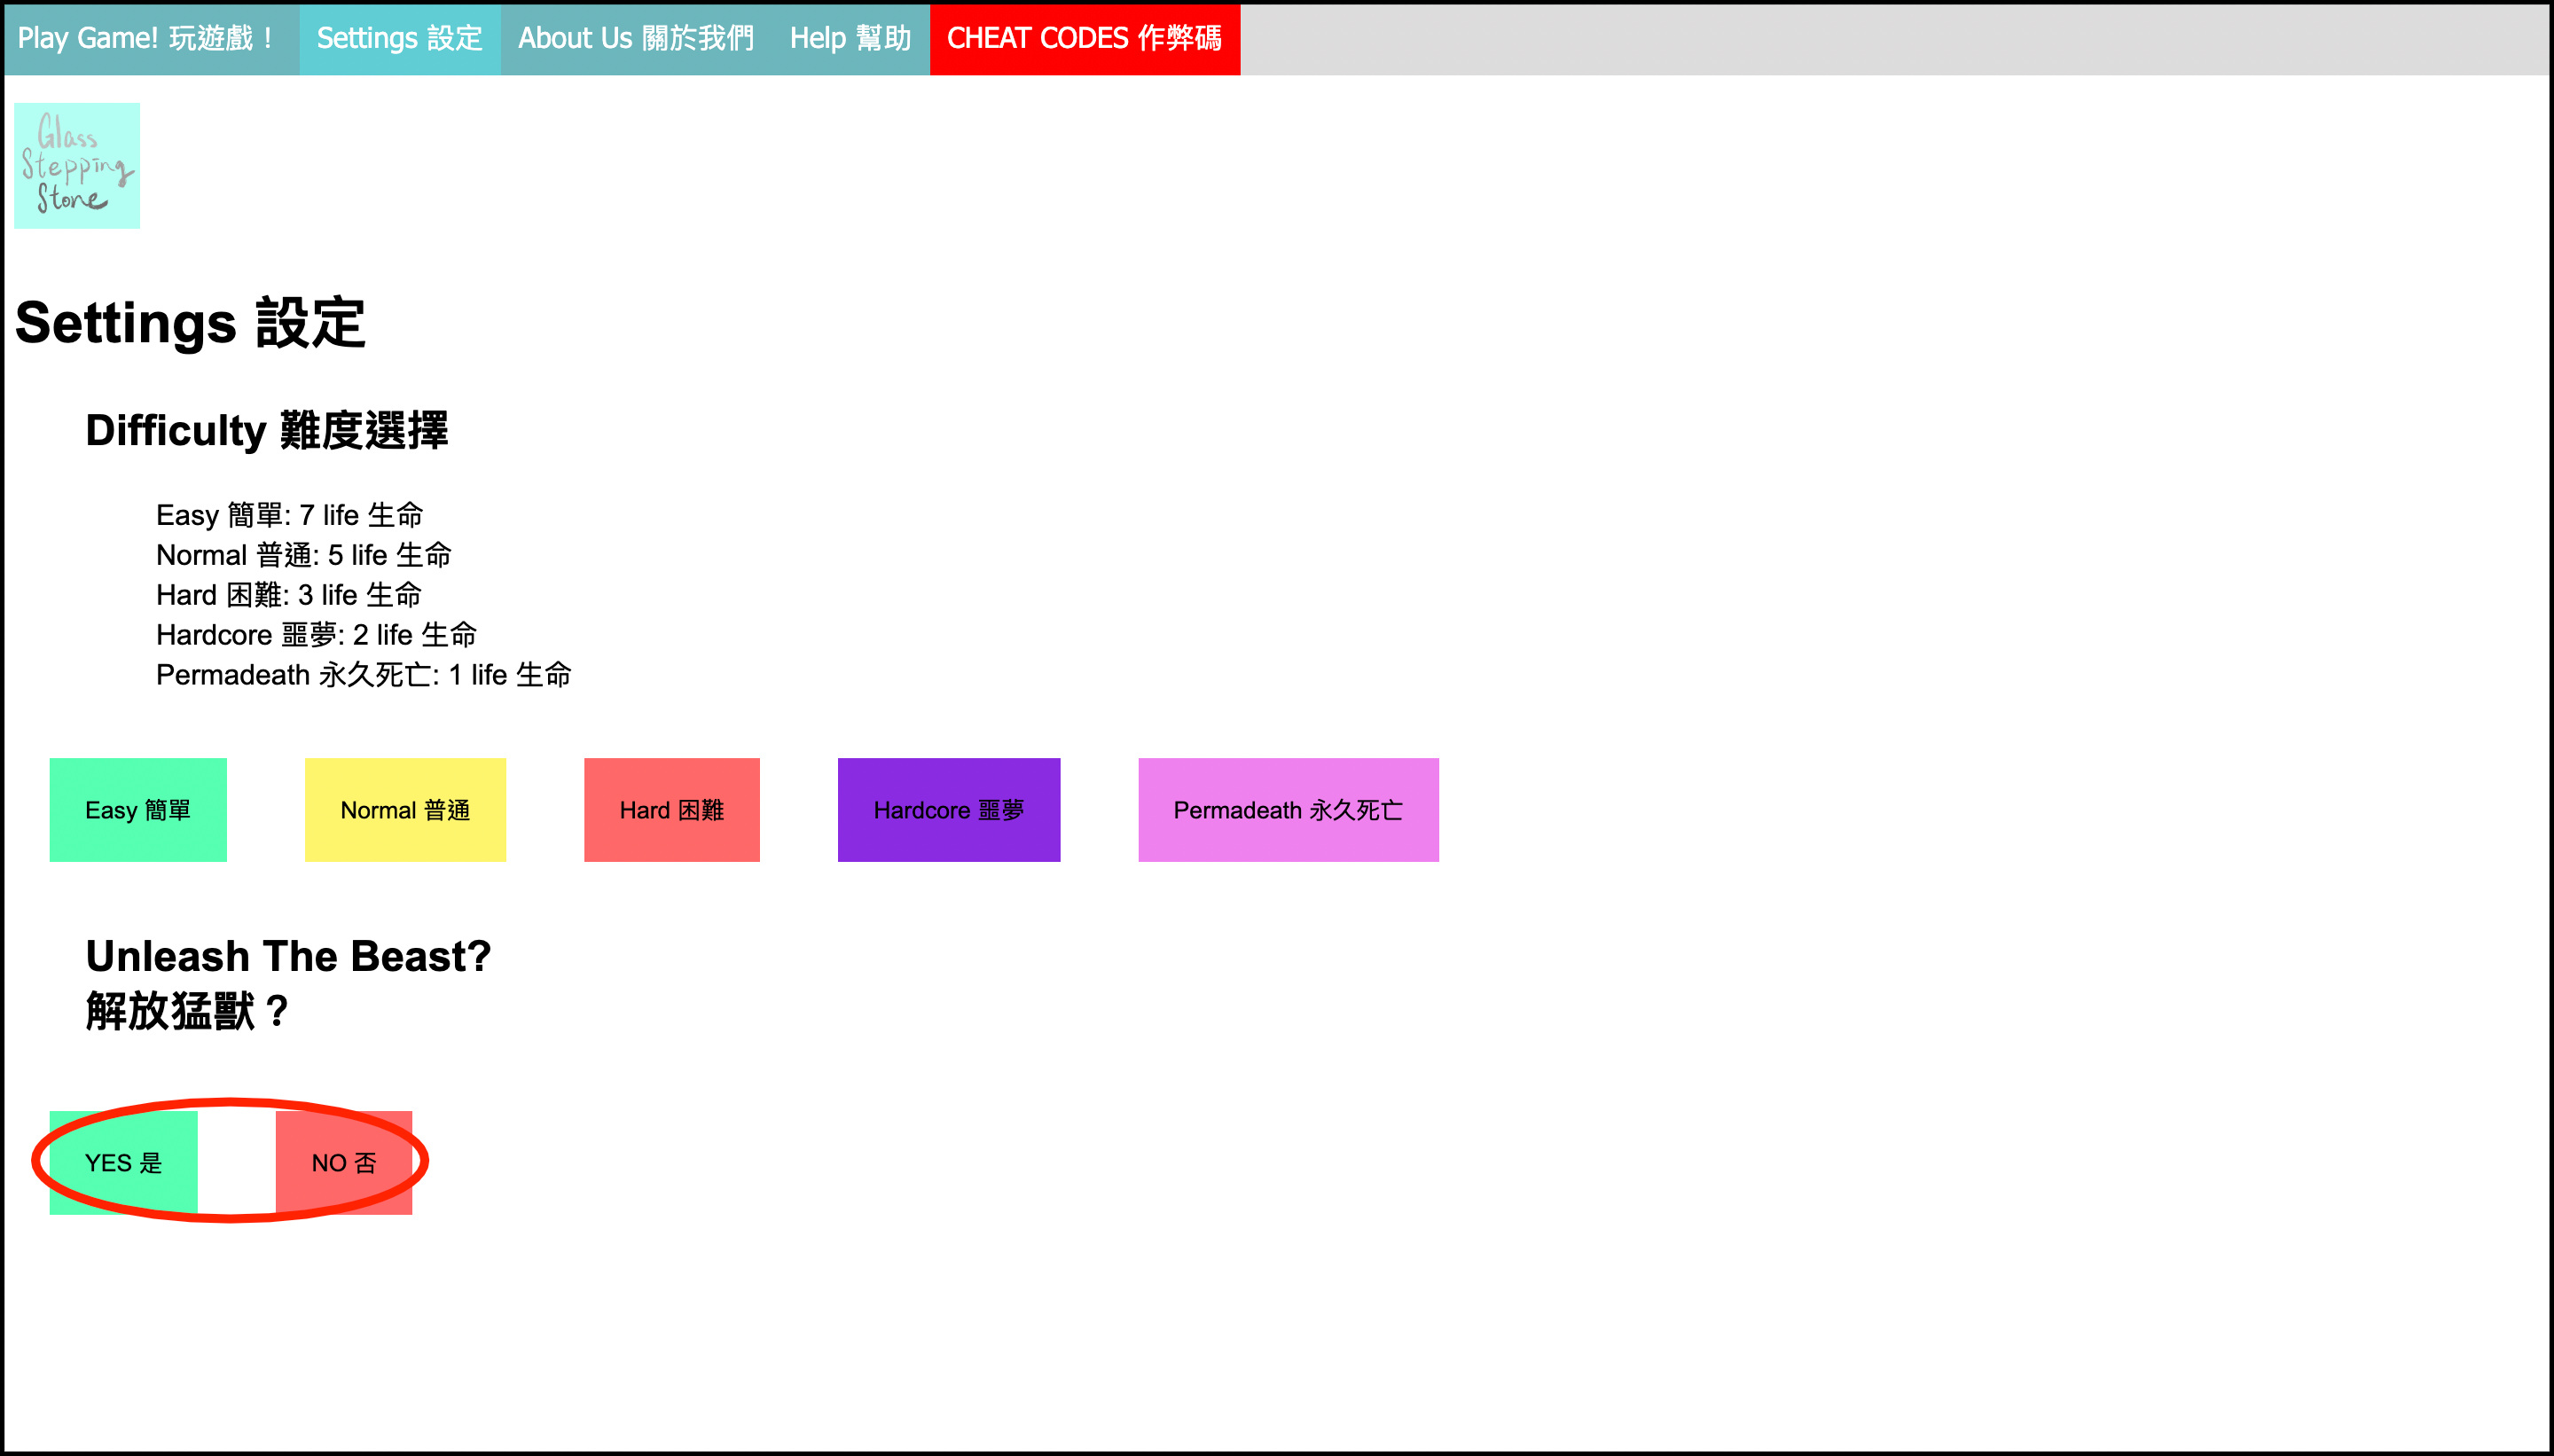 Play Game! 玩遊戲！ Settings 設定 About Us 關於我們 Help 幫助 CHEAT CODES 作弊碼
Glass
Stepping
Stone
Settings 設定
Difficulty 難度選擇
Easy 簡單: 7 life 生命
Normal 普通: 5 life 生命
Hard 困難: 3 life 生命
Hardcore 噩夢: 2 life 生命
Permadeath 永久死亡: 1 life 生命
Easy 簡單 Normal 普通 Hard 困難 Hardcore 噩夢 Permadeath 永久死亡
Unleash The Beast?
解放猛獸？
YES 是 NO 否